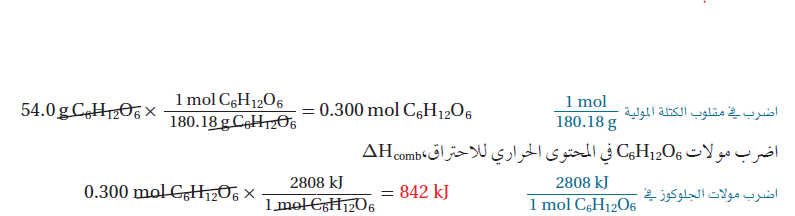 54.0 g C₆H₁₂O₆ × 1 mol C₆H₁₂O₆ / 180.18 g C₆H₁₂O₆ = 0.300 mol C₆H₁₂O₆ اضرب في مقلوب الكتلة المولية 1 mol / 180.18 g
اضرب مولات C₆H₁₂O₆ في المحتوى الحراري للاحتراق، ΔHcomb
0.300 mol C₆H₁₂O₆ × 2808 kJ / 1 mol C₆H₁₂O₆ = 842 kJ اضرب مولات الجلوكوز في 2808 kJ / 1 mol C₆H₁₂O₆